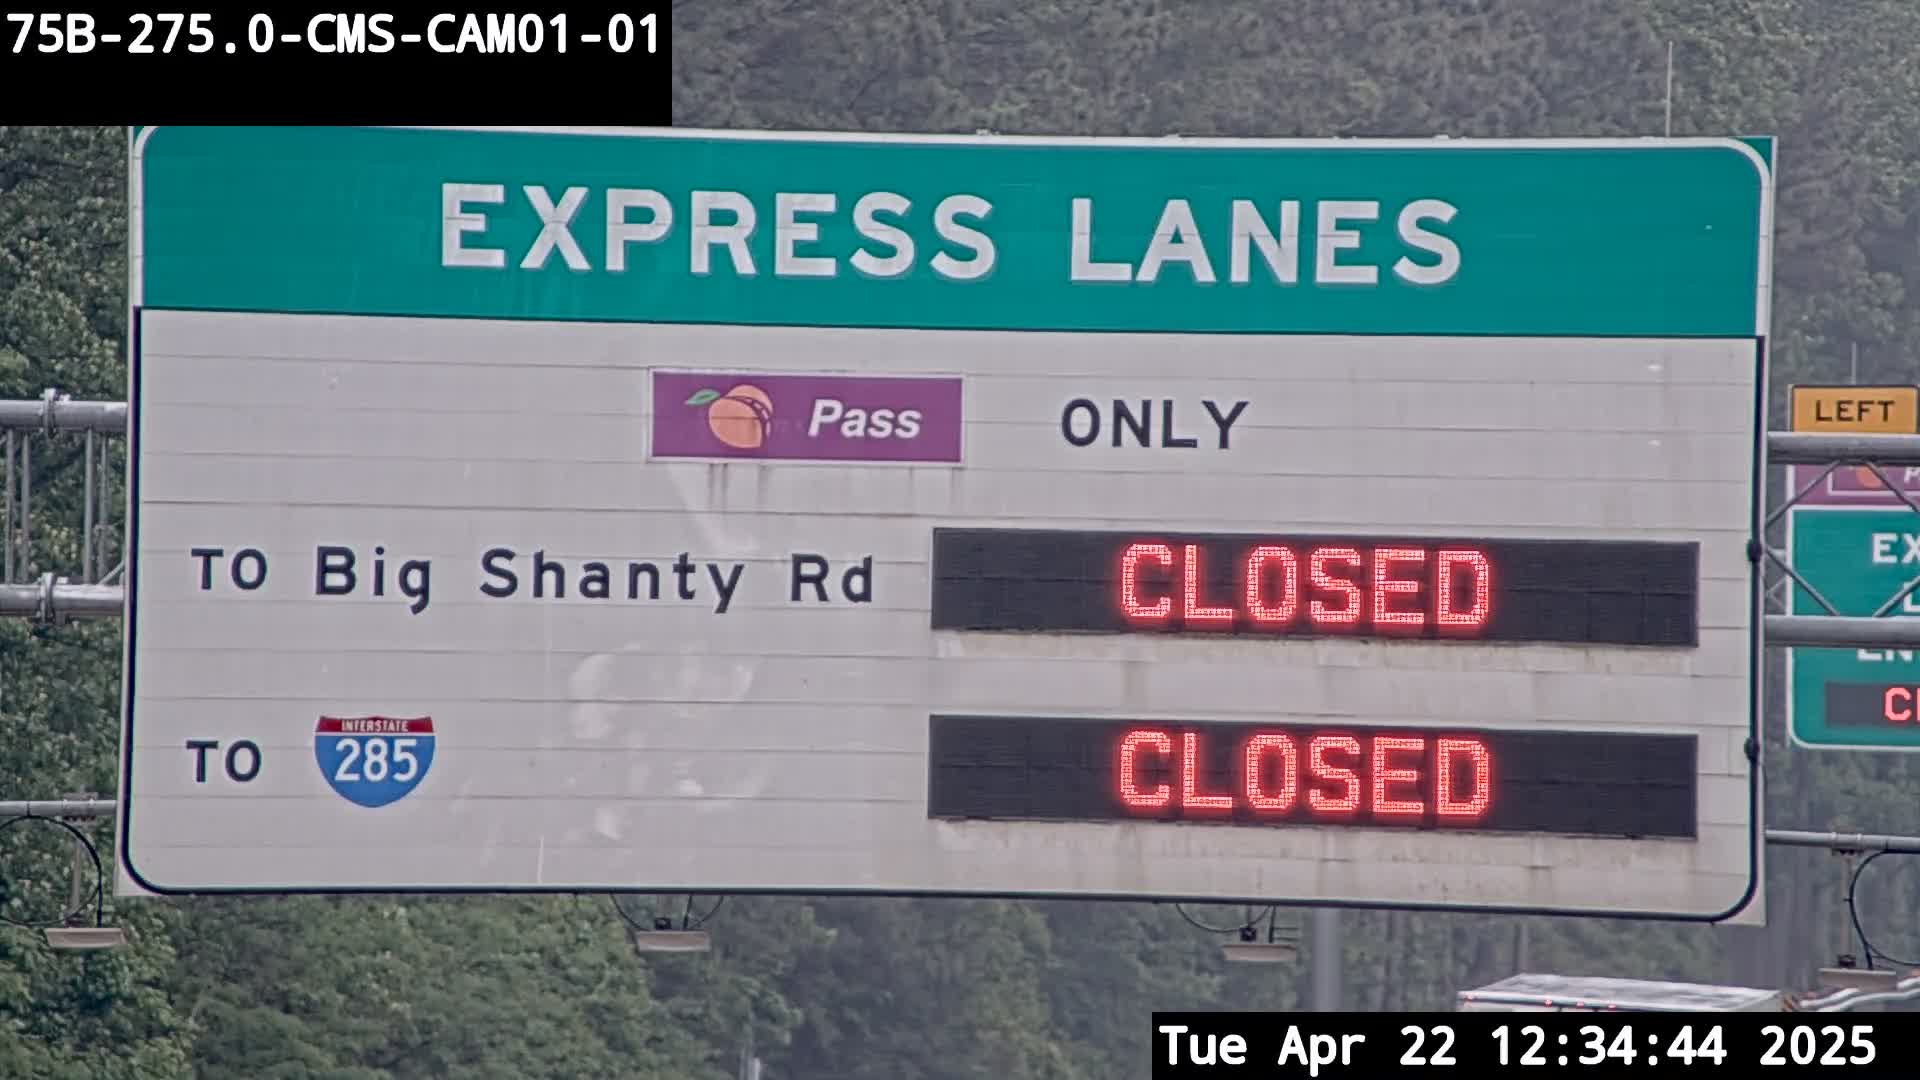 75B-275.0-CMS-CAM01-01
EXPRESS LANES
Pass ONLY
LEFT
TO Big Shanty Rd CLOSED
TO INTERSTATE 285 CLOSED
Tue Apr 22 12:34:44 2025